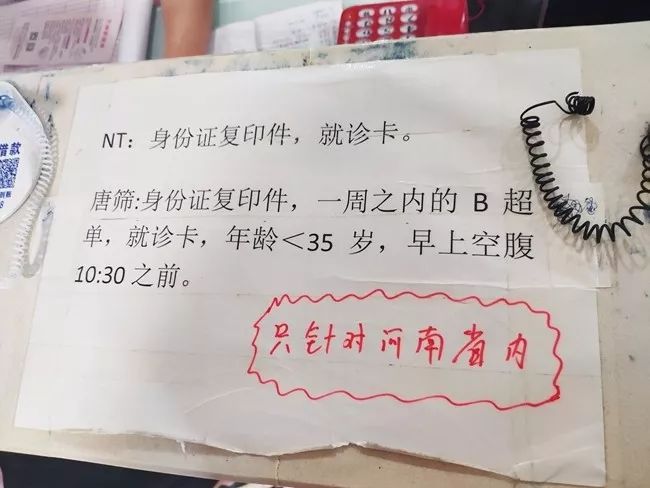 NT：身份证复印件，就诊卡。
唐筛:身份证复印件，一周之内的 B 超
单，就诊卡，年龄＜35 岁，早上空腹
10:30 之前。
只针对河南省内
借款